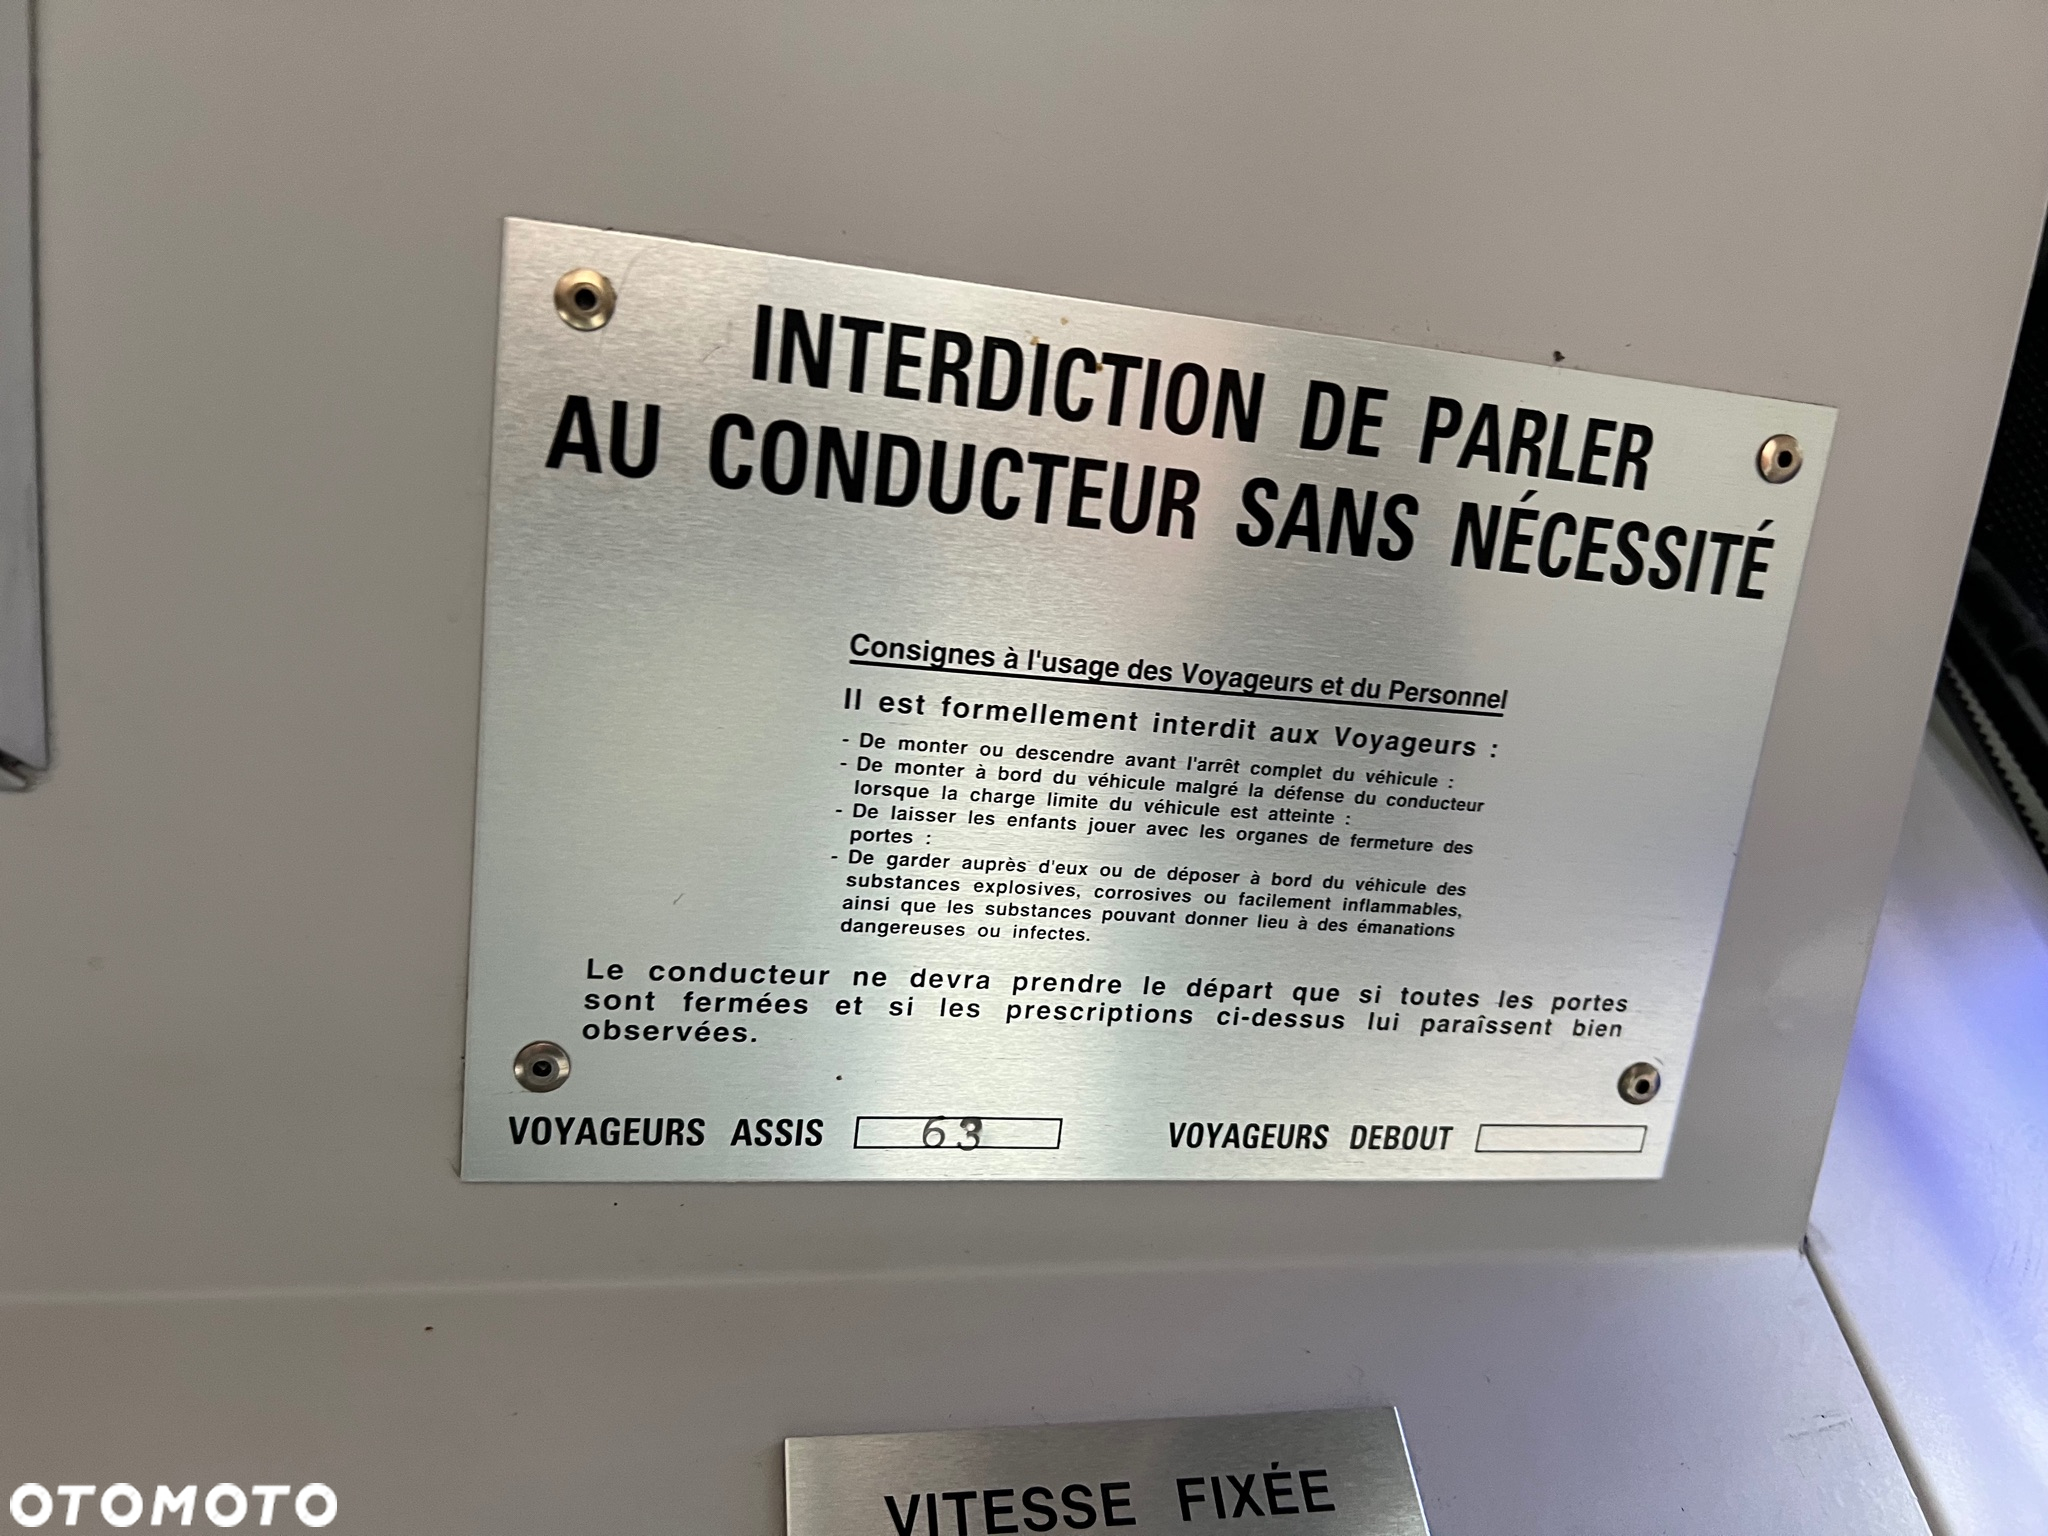 INTERDICTION DE PARLER
AU CONDUCTEUR SANS NÉCESSITÉ
Consignes à l'usage des Voyageurs et du Personnel
Il est formellement interdit aux Voyageurs :
- De monter ou descendre avant l'arrêt complet du véhicule :
- De monter à bord du véhicule malgré la défense du conducteur
lorsque la charge limite du véhicule est atteinte :
- De laisser les enfants jouer avec les organes de fermeture des
portes :
- De garder auprès d'eux ou de déposer à bord du véhicule des
substances explosives, corrosives ou facilement inflammables,
ainsi que les substances pouvant donner lieu à des émanations
dangereuses ou infectes.
Le conducteur ne devra prendre le départ que si toutes les portes
sont fermées et si les prescriptions ci-dessus lui paraîssent bien
observées.
VOYAGEURS ASSIS 63 VOYAGEURS DEBOUT
VITESSE FIXÉE
OTOMOTO